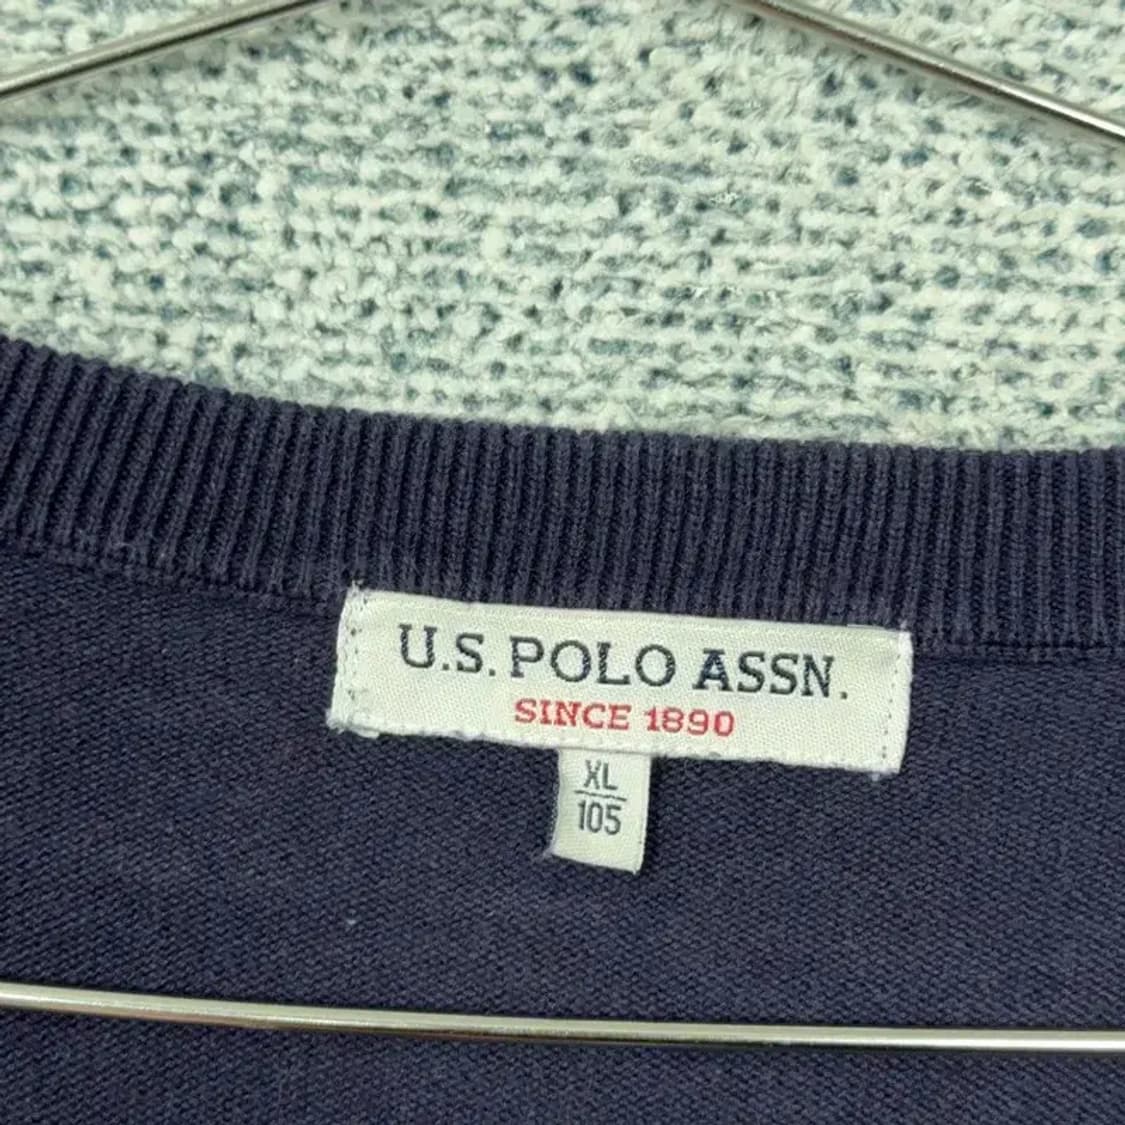 U.S. POLO ASSN.
SINCE 1890
XL
105